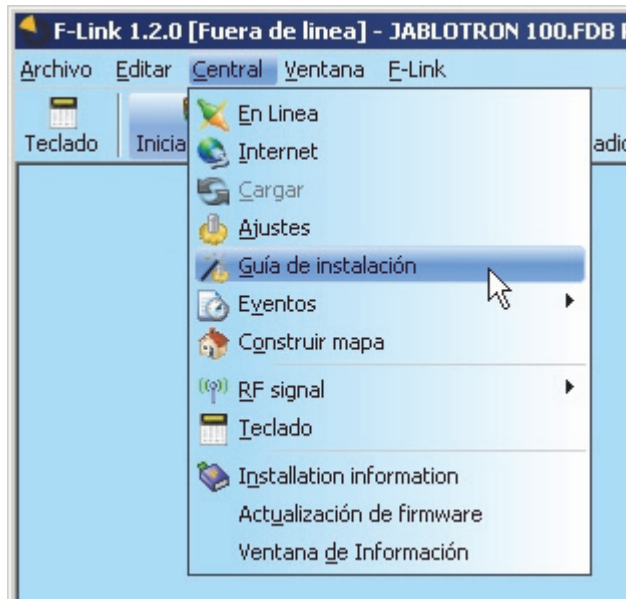 F-Link 1.2.0 [Fuera de linea] - JABLOTRON 100.FDB
Archivo Editar Central Ventana F-Link
Teclado Inicia adic
En Linea
Internet
Cargar
Ajustes
Guía de instalación
Eventos
Construir mapa
RF signal
Teclado
Installation information
Actualización de firmware
Ventana de Información